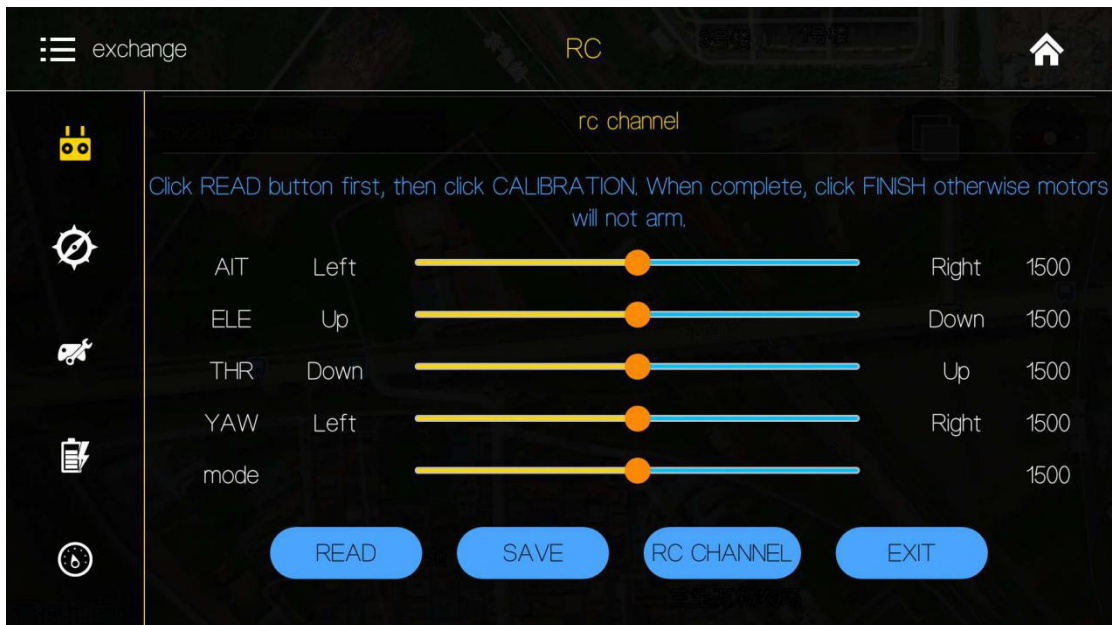 exchange
RC
rc channel
Click READ button first, then click CALIBRATION. When complete, click FINISH otherwise motors
will not arm.
AIT Left Right 1500
ELE Up Down 1500
THR Down Up 1500
YAW Left Right 1500
mode 1500
READ SAVE RC CHANNEL EXIT